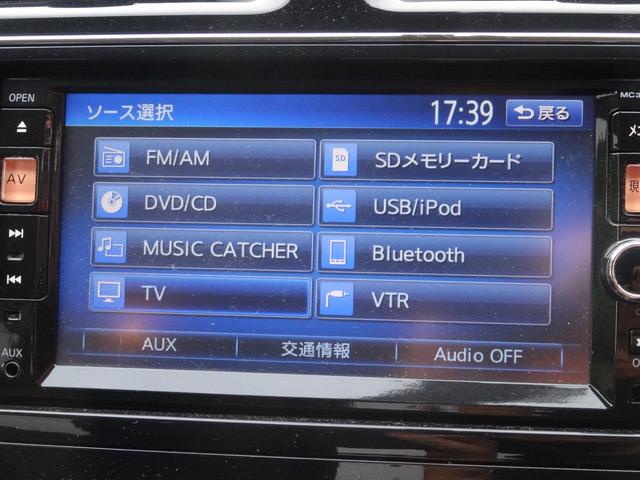 OPEN
MC3
ソース選択
17:39
戻る
AV
FM/AM
SDメモリーカード
DVD/CD
USB/iPod
MUSIC CATCHER
Bluetooth
TV
VTR
AUX
交通情報
Audio OFF
AUX
現